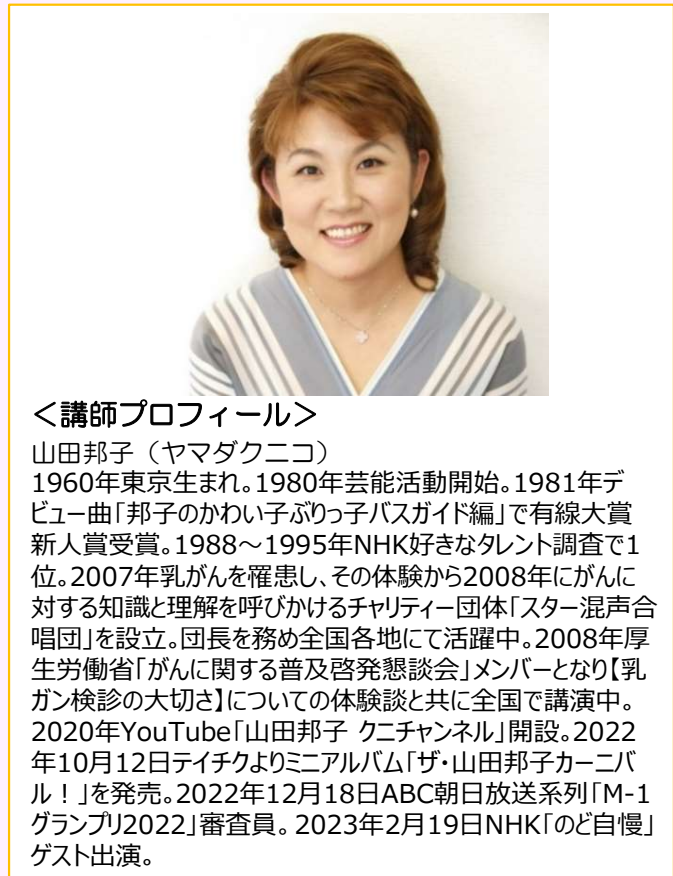 ＜講師プロフィール＞
山田邦子（ヤマダクニコ）
1960年東京生まれ。1980年芸能活動開始。1981年デ
ビュー曲「邦子のかわい子ぶりっ子バスガイド編」で有線大賞
新人賞受賞。1988～1995年NHK好きなタレント調査で1
位。2007年乳がんを罹患し、その体験から2008年にがんに
対する知識と理解を呼びかけるチャリティー団体「スター混声合
唱団」を設立。団長を務め全国各地にて活躍中。2008年厚
生労働省「がんに関する普及啓発懇談会」メンバーとなり【乳
ガン検診の大切さ】についての体験談と共に全国で講演中。
2020年YouTube「山田邦子 クニチャンネル」開設。2022
年10月12日テイチクよりミニアルバム「ザ・山田邦子カーニバ
ル！」を発売。2022年12月18日ABC朝日放送系列「M-1
グランプリ2022」審査員。2023年2月19日NHK「のど自慢」
ゲスト出演。